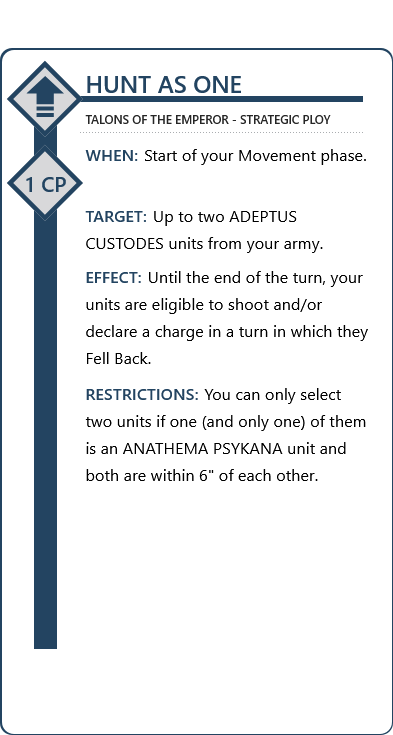 HUNT AS ONE
TALONS OF THE EMPEROR - STRATEGIC PLOY
WHEN: Start of your Movement phase.
1 CP
TARGET: Up to two ADEPTUS
CUSTODES units from your army.
EFFECT: Until the end of the turn, your
units are eligible to shoot and/or
declare a charge in a turn in which they
Fell Back.
RESTRICTIONS: You can only select
two units if one (and only one) of them
is an ANATHEMA PSYKANA unit and
both are within 6" of each other.